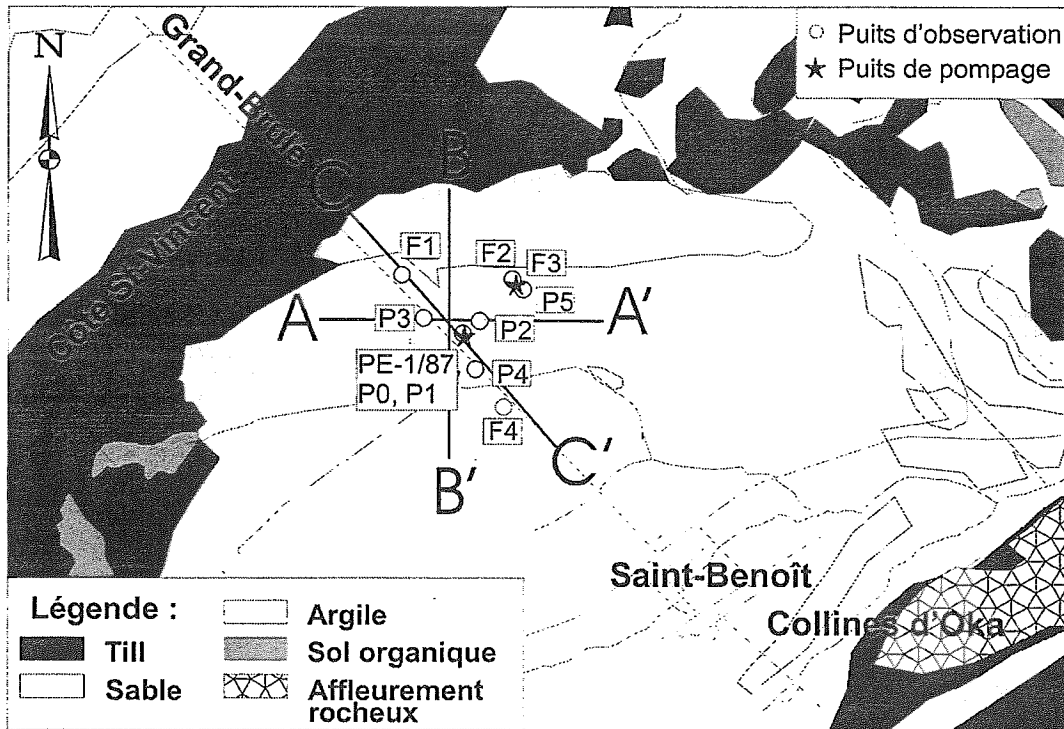 N
Grand-Brûlé
Côte St-Vincent
○ Puits d'observation
★ Puits de pompage
C
B
F1
F2
F3
P5
A
P3
P2
A'
PE-1/87,
P0, P1
P4
F4
B'
C'
Saint-Benoît
Collines d'Oka
Légende :
Till
Sable
Argile
Sol organique
Affleurement
rocheux